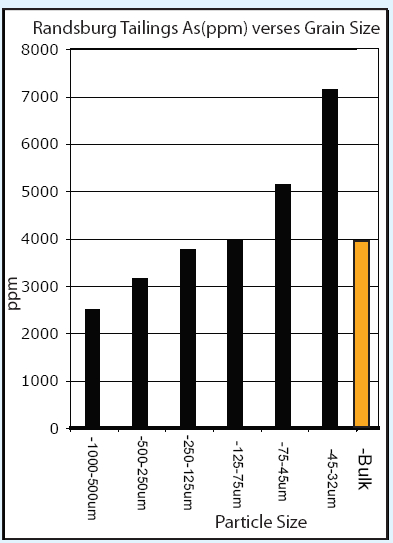 Randsburg Tailings As(ppm) verses Grain Size
8000
7000
6000
5000
4000
3000
2000
1000
0
ppm
-1000-500um
-500-250um
-250-125um
-125-75um
-75-45um
-45-32um
-Bulk
Particle Size